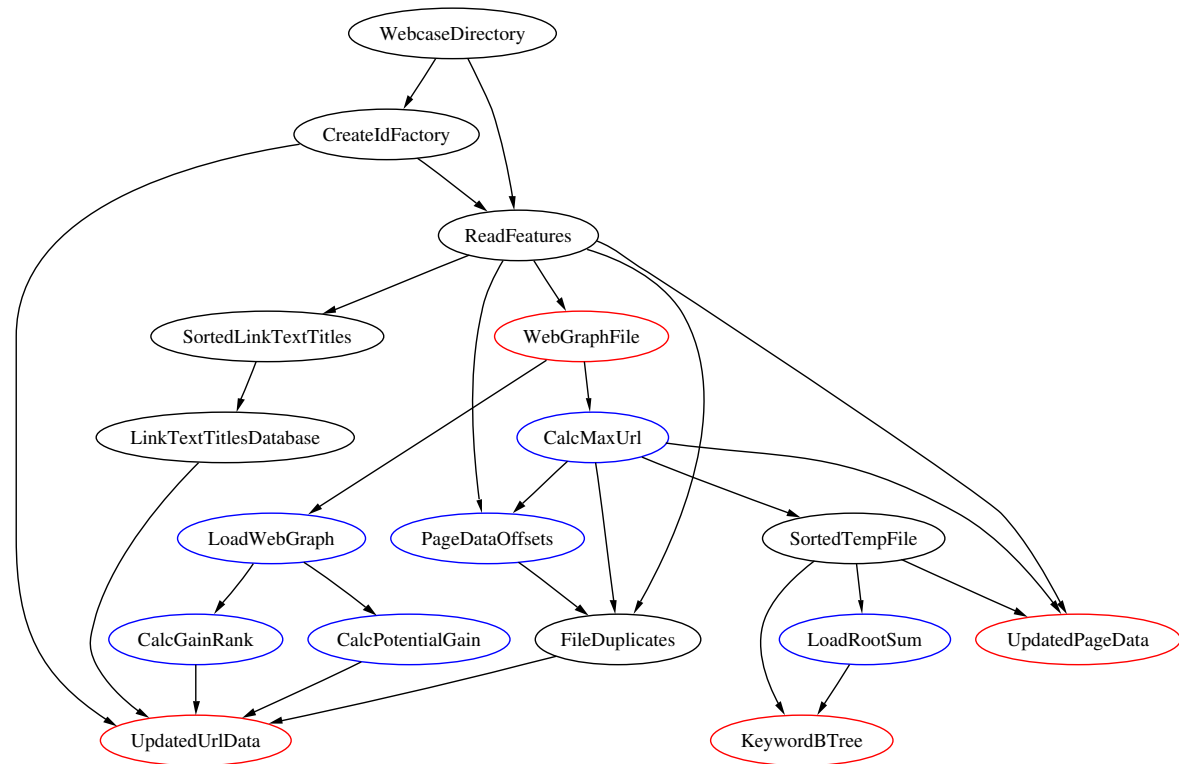 WebcaseDirectory
CreateIdFactory
ReadFeatures
SortedLinkTextTitles
WebGraphFile
LinkTextTitlesDatabase
CalcMaxUrl
LoadWebGraph
PageDataOffsets
SortedTempFile
CalcGainRank
CalcPotentialGain
FileDuplicates
LoadRootSum
UpdatedPageData
UpdatedUrlData
KeywordBTree